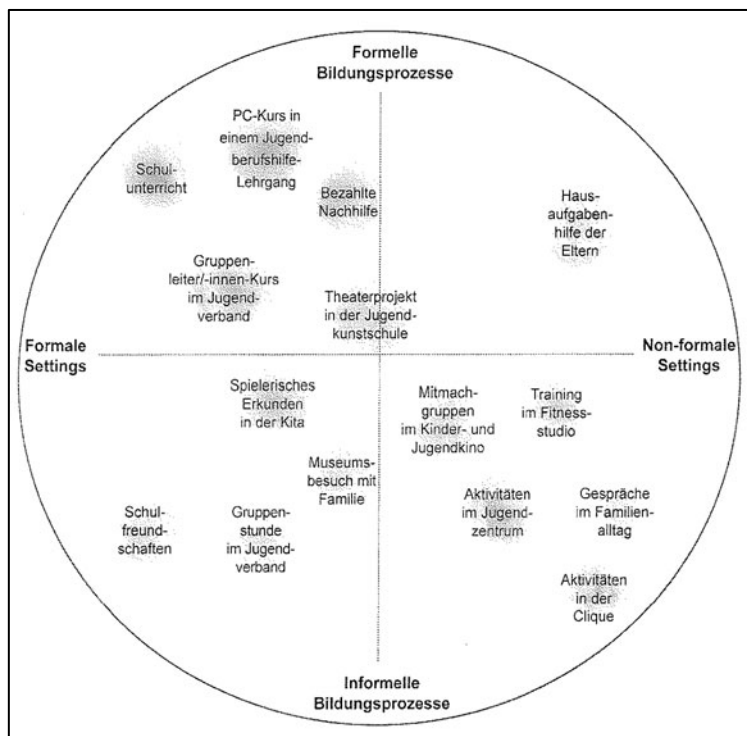 Formelle
Bildungsprozesse
PC-Kurs in
einem Jugend-
berufshilfe-
Lehrgang
Schul-
unterricht
Bezahlte
Nachhilfe
Haus-
aufgaben-
hilfe der
Eltern
Gruppen-
leiter/-innen-Kurs
im Jugend-
verband
Theaterprojekt
in der Jugend-
kunstschule
Formale
Settings
Non-formale
Settings
Spielerisches
Erkunden
in der Kita
Mitmach-
gruppen
im Kinder- und
Jugendkino
Training
im Fitness-
studio
Museums-
besuch mit
Familie
Schul-
freund-
schaften
Gruppen-
stunde
im Jugend-
verband
Aktivitäten
im Jugend-
zentrum
Gespräche
im Familien-
alltag
Aktivitäten
in der
Clique
Informelle
Bildungsprozesse